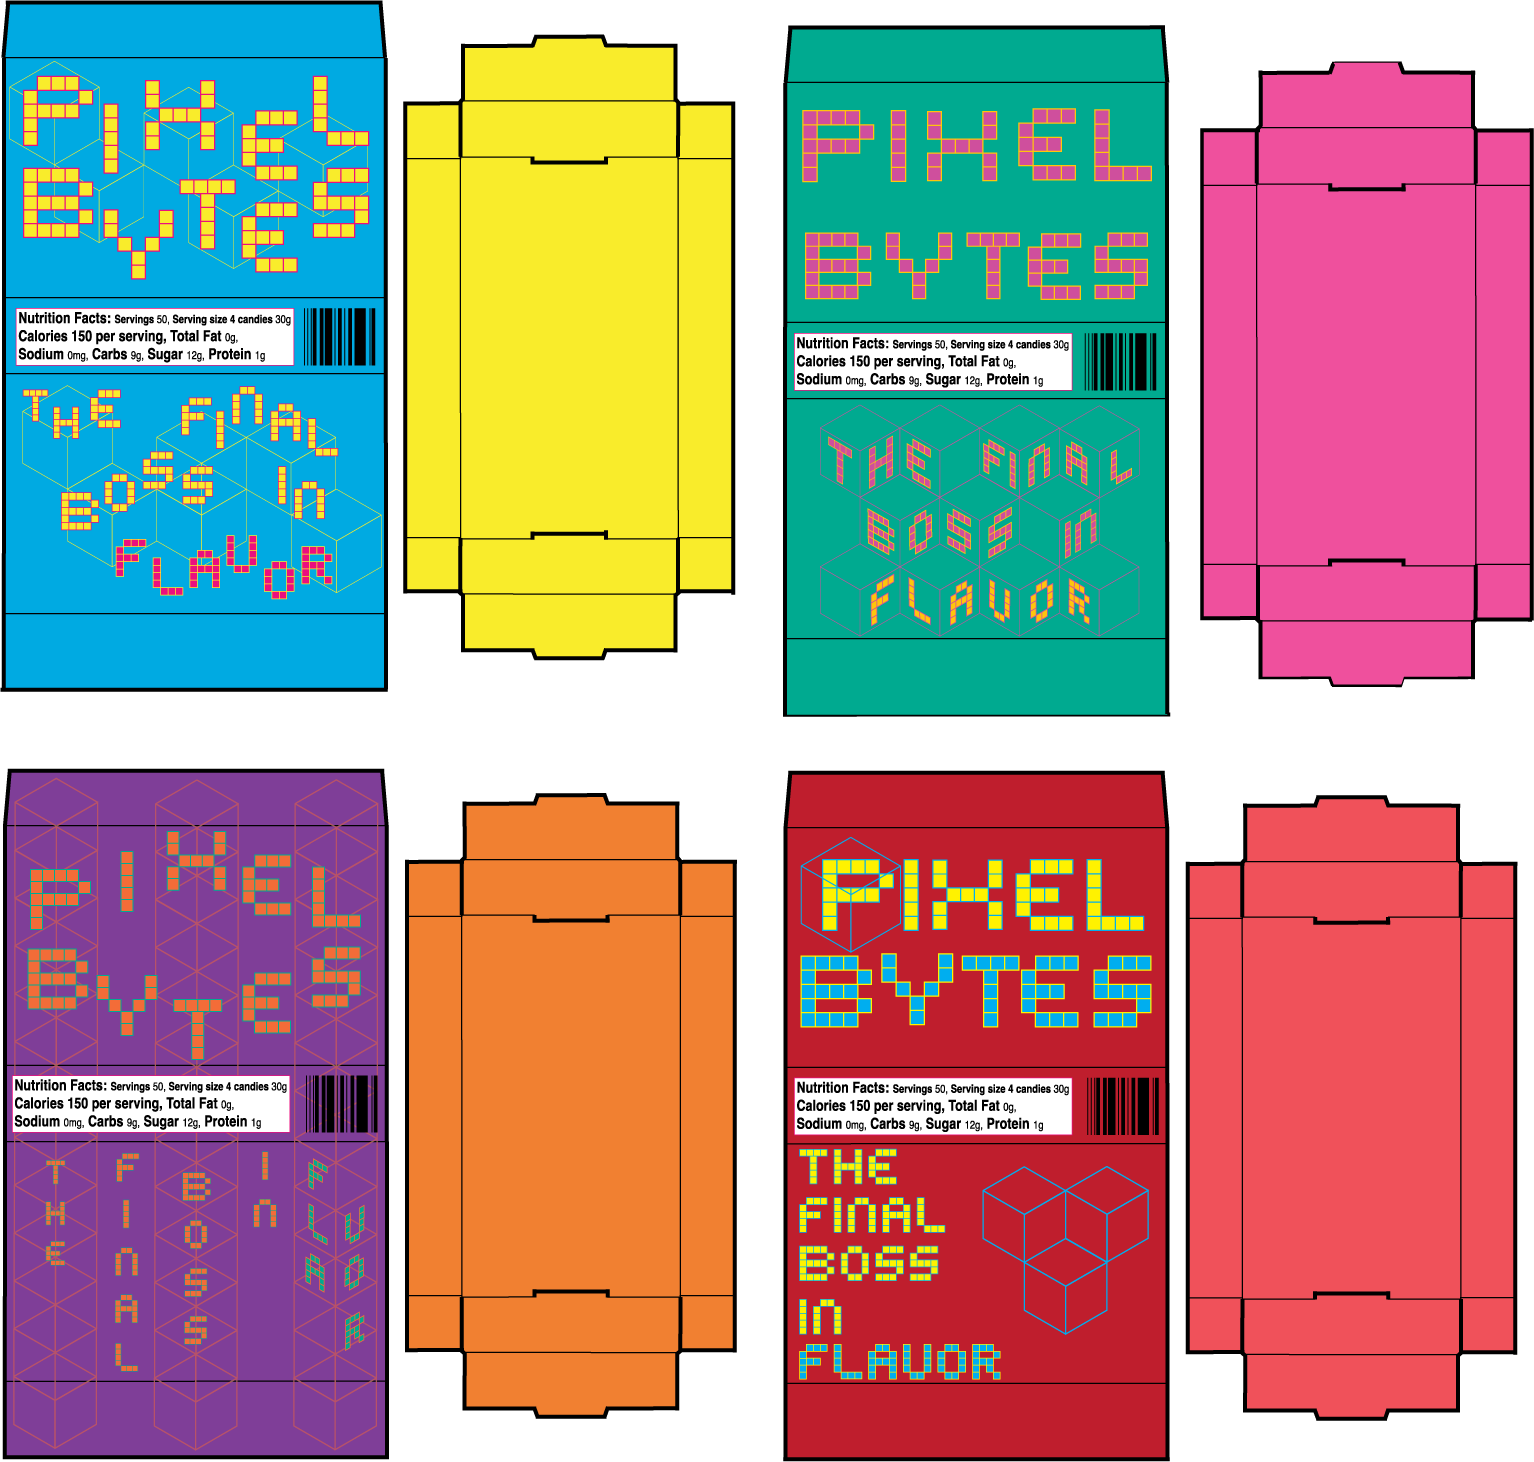 PIXEL
BYTES
Nutrition Facts: Servings 50, Serving size 4 candies 30g
Calories 150 per serving, Total Fat 0g,
Sodium 0mg, Carbs 9g, Sugar 12g, Protein 1g
THE FINAL
BOSS IN
FLAVOR
PIXEL
BYTES
Nutrition Facts: Servings 50, Serving size 4 candies 30g
Calories 150 per serving, Total Fat 0g,
Sodium 0mg, Carbs 9g, Sugar 12g, Protein 1g
THE FINAL
BOSS IN
FLAVOR
PIXEL
BYTES
Nutrition Facts: Servings 50, Serving size 4 candies 30g
Calories 150 per serving, Total Fat 0g,
Sodium 0mg, Carbs 9g, Sugar 12g, Protein 1g
THE
FINAL
BOSS
IN
FLAVOR
PIXEL
BYTES
Nutrition Facts: Servings 50, Serving size 4 candies 30g
Calories 150 per serving, Total Fat 0g,
Sodium 0mg, Carbs 9g, Sugar 12g, Protein 1g
THE
FINAL
BOSS
IN
FLAVOR